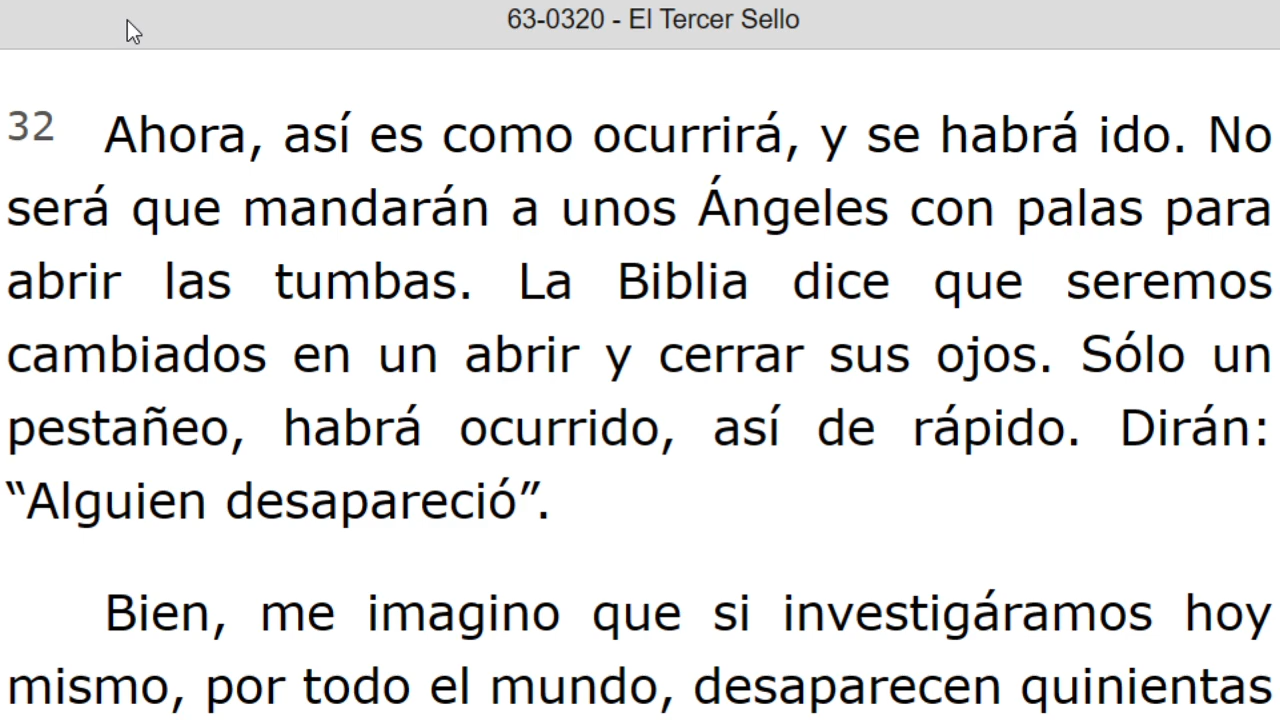 63-0320 - El Tercer Sello
32 Ahora, así es como ocurrirá, y se habrá ido. No
será que mandarán a unos Ángeles con palas para
abrir las tumbas. La Biblia dice que seremos
cambiados en un abrir y cerrar sus ojos. Sólo un
pestañeo, habrá ocurrido, así de rápido. Dirán:
“Alguien desapareció”.
Bien, me imagino que si investigáramos hoy
mismo, por todo el mundo, desaparecen quinientas